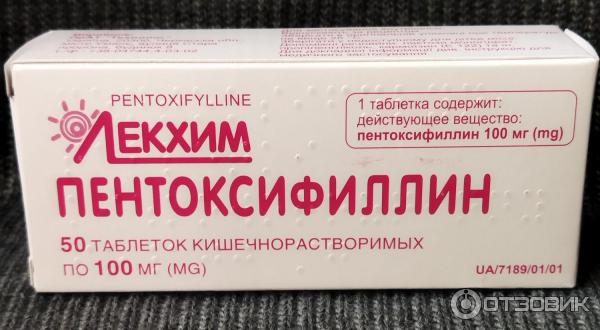 PENTOXIFYLLINE
ЛЕКХИМ
ПЕНТОКСИФИЛЛИН
50 ТАБЛЕТОК КИШЕЧНОРАСТВОРИМЫХ
ПО 100 МГ (MG)
1 таблетка содержит:
действующее вещество:
пентоксифиллин 100 мг (mg)
UA/7189/01/01
ОТЗОВИК